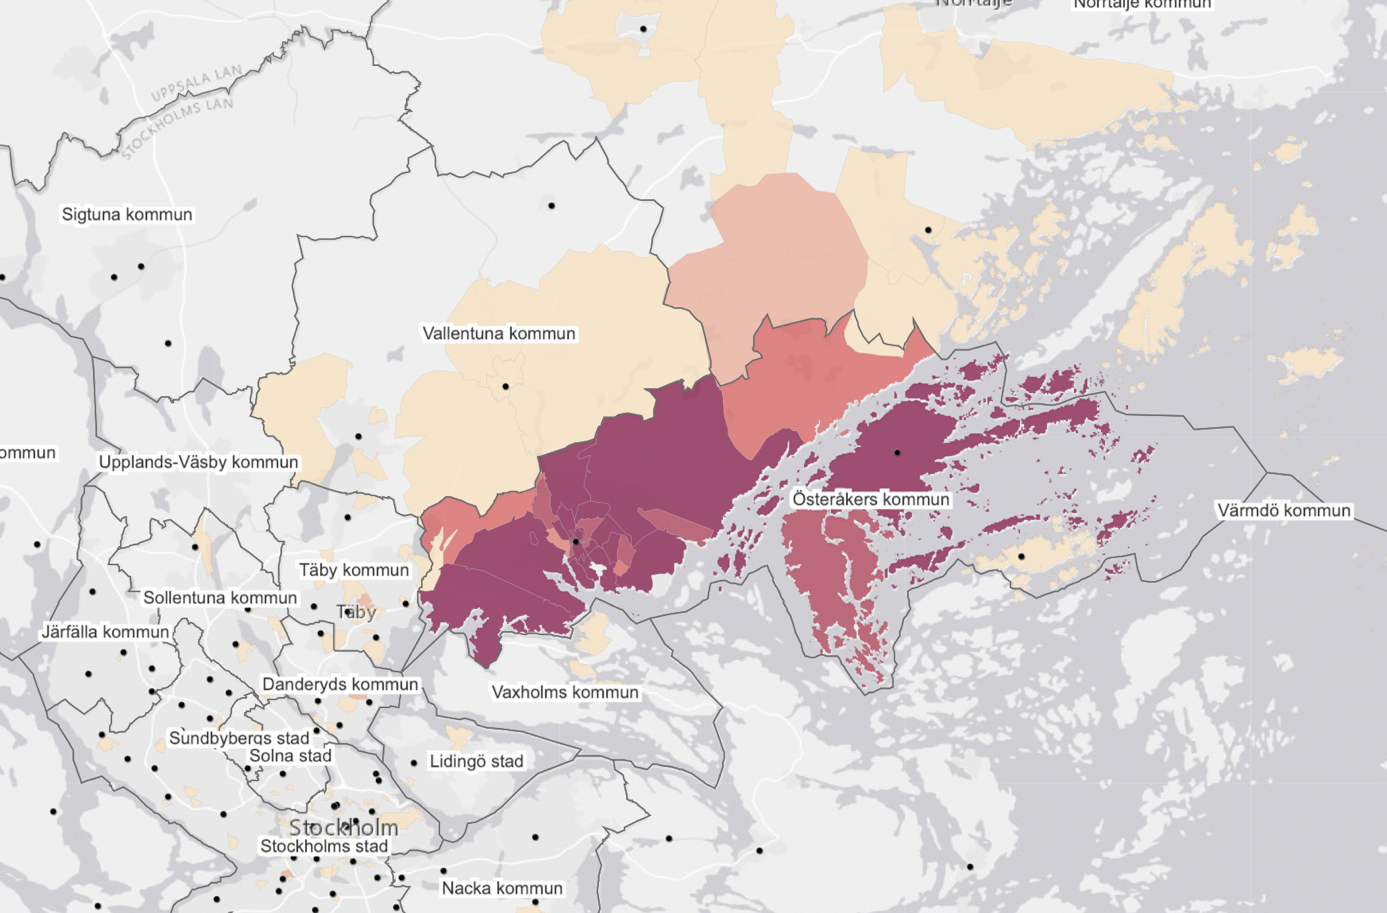 Norrtälje
Norrtälje kommun
UPPSALA LÄN
STOCKHOLMS LÄN
Sigtuna kommun
Vallentuna kommun
ommun
Upplands-Väsby kommun
Österåkers kommun
Värmdö kommun
Täby kommun
Sollentuna kommun
Täby
Järfälla kommun
Danderyds kommun
Vaxholms kommun
Sundbybergs stad
Solna stad
Lidingö stad
Stockholm
Stockholms stad
Nacka kommun